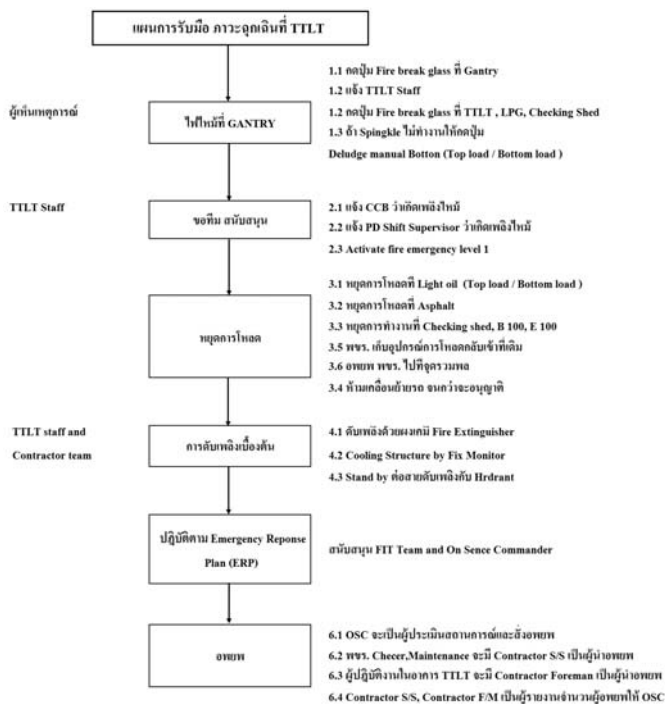 แผนการรับมือ ภาวะฉุกเฉินที่ TTLT
1.1 กดปุ่ม Fire break glass ที่ Gantry
1.2 แจ้ง TTLT Staff
ผู้เห็นเหตุการณ์
ไฟไหม้ที่ GANTRY
1.2 กดปุ่ม Fire break glass ที่ TTLT , LPG, Checking Shed
1.3 ถ้า Spingkle ไม่ทำงานให้กดปุ่ม
Deludge manual Botton (Top load / Bottom load )
TTLT Staff
ขอทีม สนับสนุน
2.1 แจ้ง CCB ว่าเกิดเพลิงไหม้
2.2 แจ้ง PD Shift Supervisor ว่าเกิดเพลิงไหม้
2.3 Activate fire emergency level 1
หยุดการโหลด
3.1 หยุดการโหลดที่ Light oil (Top load / Bottom load )
3.2 หยุดการโหลดที่ Asphalt
3.3 หยุดการทำงานที่ Checking shed, B 100, E 100
3.5 พขร. เก็บอุปกรณ์การโหลดกลับเข้าที่เดิม
3.6 อพยพ พขร. ไปที่จุดรวมพล
3.4 ห้ามเคลื่อนย้ายรถ จนกว่าจะอนุญาติ
TTLT staff and
Contractor team
การดับเพลิงเบื้องต้น
4.1 ดับเพลิงด้วยผงเคมี Fire Extinguisher
4.2 Cooling Structure by Fix Monitor
4.3 Stand by ต่อสายดับเพลิงกับ Hrdrant
ปฎิบัติตาม Emergency Reponse
Plan (ERP)
สนับสนุน FIT Team and On Sence Commander
อพยพ
6.1 OSC จะเป็นผู้ประเมินสถานการณ์และสั่งอพยพ
6.2 พขร. Checer,Maintenance จะมี Contractor S/S เป็นผู้นำอพยพ
6.3 ผู้ปฎิบัติงานในอาคาร TTLT จะมี Contractor Foreman เป็นผู้นำอพยพ
6.4 Contractor S/S, Contractor F/M เป็นผู้รายงานจำนวนผู้อพยพให้ OSC